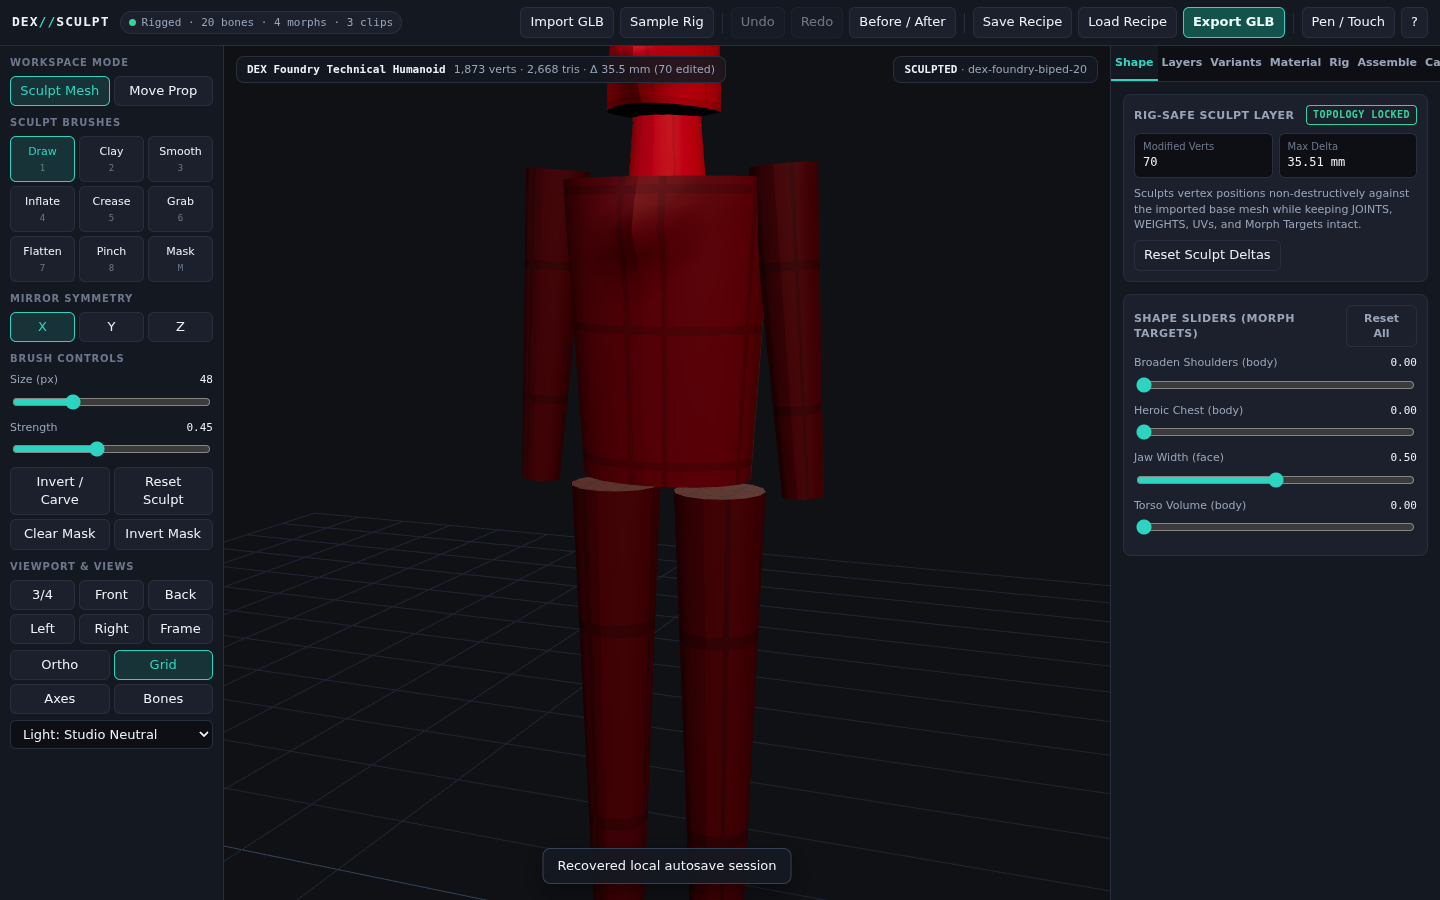 DEX//SCULPT
Rigged · 20 bones · 4 morphs · 3 clips
Import GLB
Sample Rig
Undo
Redo
Before / After
Save Recipe
Load Recipe
Export GLB
Pen / Touch
?
WORKSPACE MODE
Sculpt Mesh
Move Prop
SCULPT BRUSHES
Draw
1
Clay
2
Smooth
3
Inflate
4
Crease
5
Grab
6
Flatten
7
Pinch
8
Mask
M
MIRROR SYMMETRY
X
Y
Z
BRUSH CONTROLS
Size (px) 48
Strength 0.45
Invert /
Carve
Reset
Sculpt
Clear Mask
Invert Mask
VIEWPORT & VIEWS
3/4
Front
Back
Left
Right
Frame
Ortho
Grid
Axes
Bones
Light: Studio Neutral
DEX Foundry Technical Humanoid 1,873 verts · 2,668 tris · Δ 35.5 mm (70 edited)
SCULPTED · dex-foundry-biped-20
Recovered local autosave session
Shape
Layers
Variants
Material
Rig
Assemble
Ca
RIG-SAFE SCULPT LAYER
TOPOLOGY LOCKED
Modified Verts
70
Max Delta
35.51 mm
Sculpts vertex positions non-destructively against
the imported base mesh while keeping JOINTS,
WEIGHTS, UVs, and Morph Targets intact.
Reset Sculpt Deltas
SHAPE SLIDERS (MORPH
TARGETS)
Reset
All
Broaden Shoulders (body) 0.00
Heroic Chest (body) 0.00
Jaw Width (face) 0.50
Torso Volume (body) 0.00